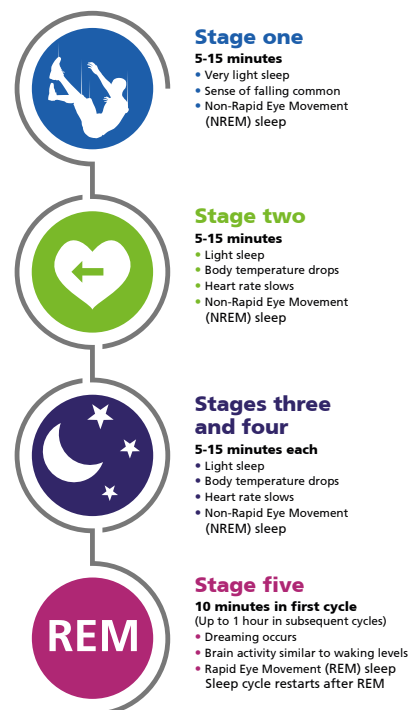 Stage one
5-15 minutes
• Very light sleep
• Sense of falling common
• Non-Rapid Eye Movement
(NREM) sleep
Stage two
5-15 minutes
• Light sleep
• Body temperature drops
• Heart rate slows
• Non-Rapid Eye Movement
(NREM) sleep
Stages three
and four
5-15 minutes each
• Light sleep
• Body temperature drops
• Heart rate slows
• Non-Rapid Eye Movement
(NREM) sleep
REM
Stage five
10 minutes in first cycle
(Up to 1 hour in subsequent cycles)
• Dreaming occurs
• Brain activity similar to waking levels
• Rapid Eye Movement (REM) sleep
Sleep cycle restarts after REM